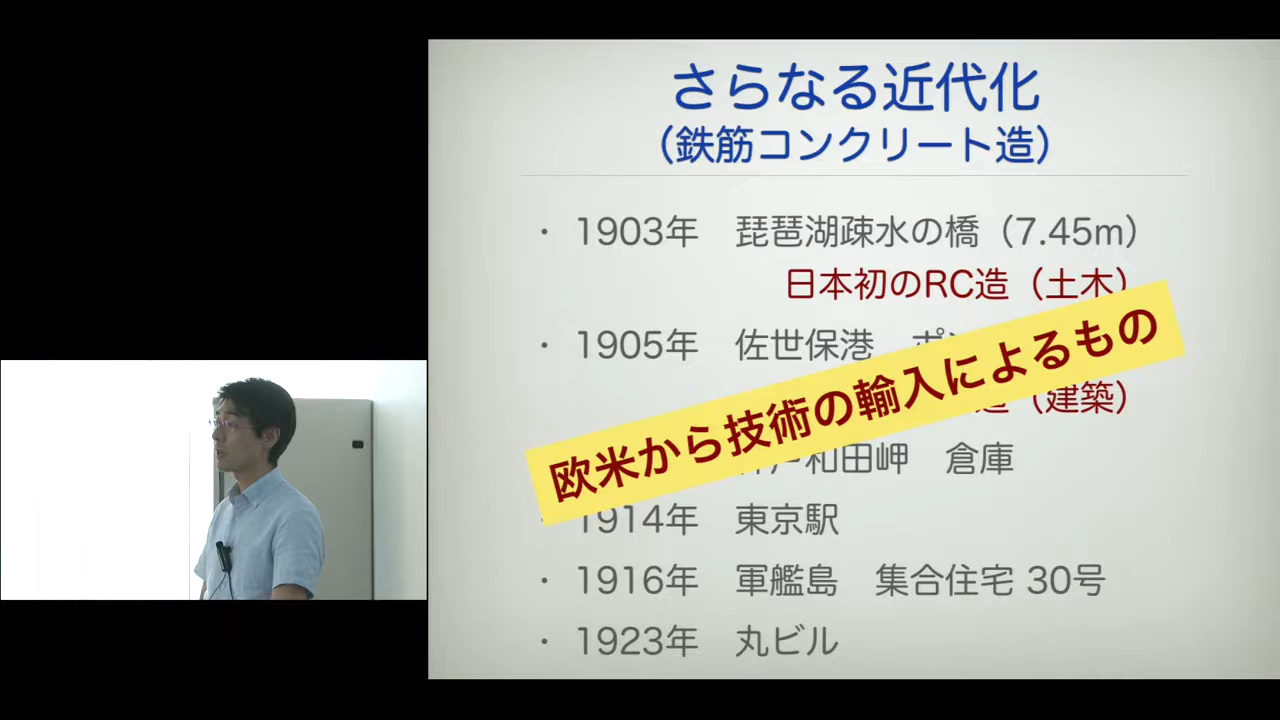 さらなる近代化
（鉄筋コンクリート造）
・ 1903年 琵琶湖疎水の橋（7.45m）
日本初のRC造（土木）
・ 1905年 佐世保港
造（建築）
欧米から技術の輸入によるもの
和田岬 倉庫
・ 1914年 東京駅
・ 1916年 軍艦島 集合住宅 30号
・ 1923年 丸ビル